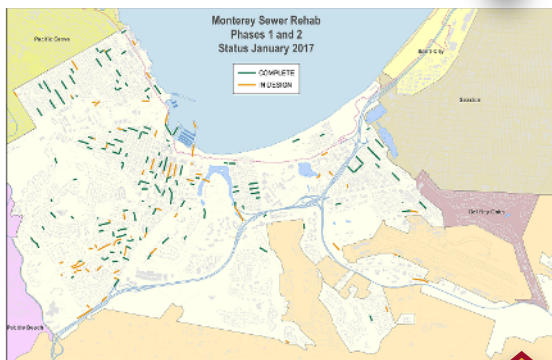 Monterey Sewer Rehab
Phases 1 and 2
Status January 2017
COMPLETE
IN DESIGN
Pacific Grove
Sand City
Seaside
Del Rey Oaks
Pebble Beach